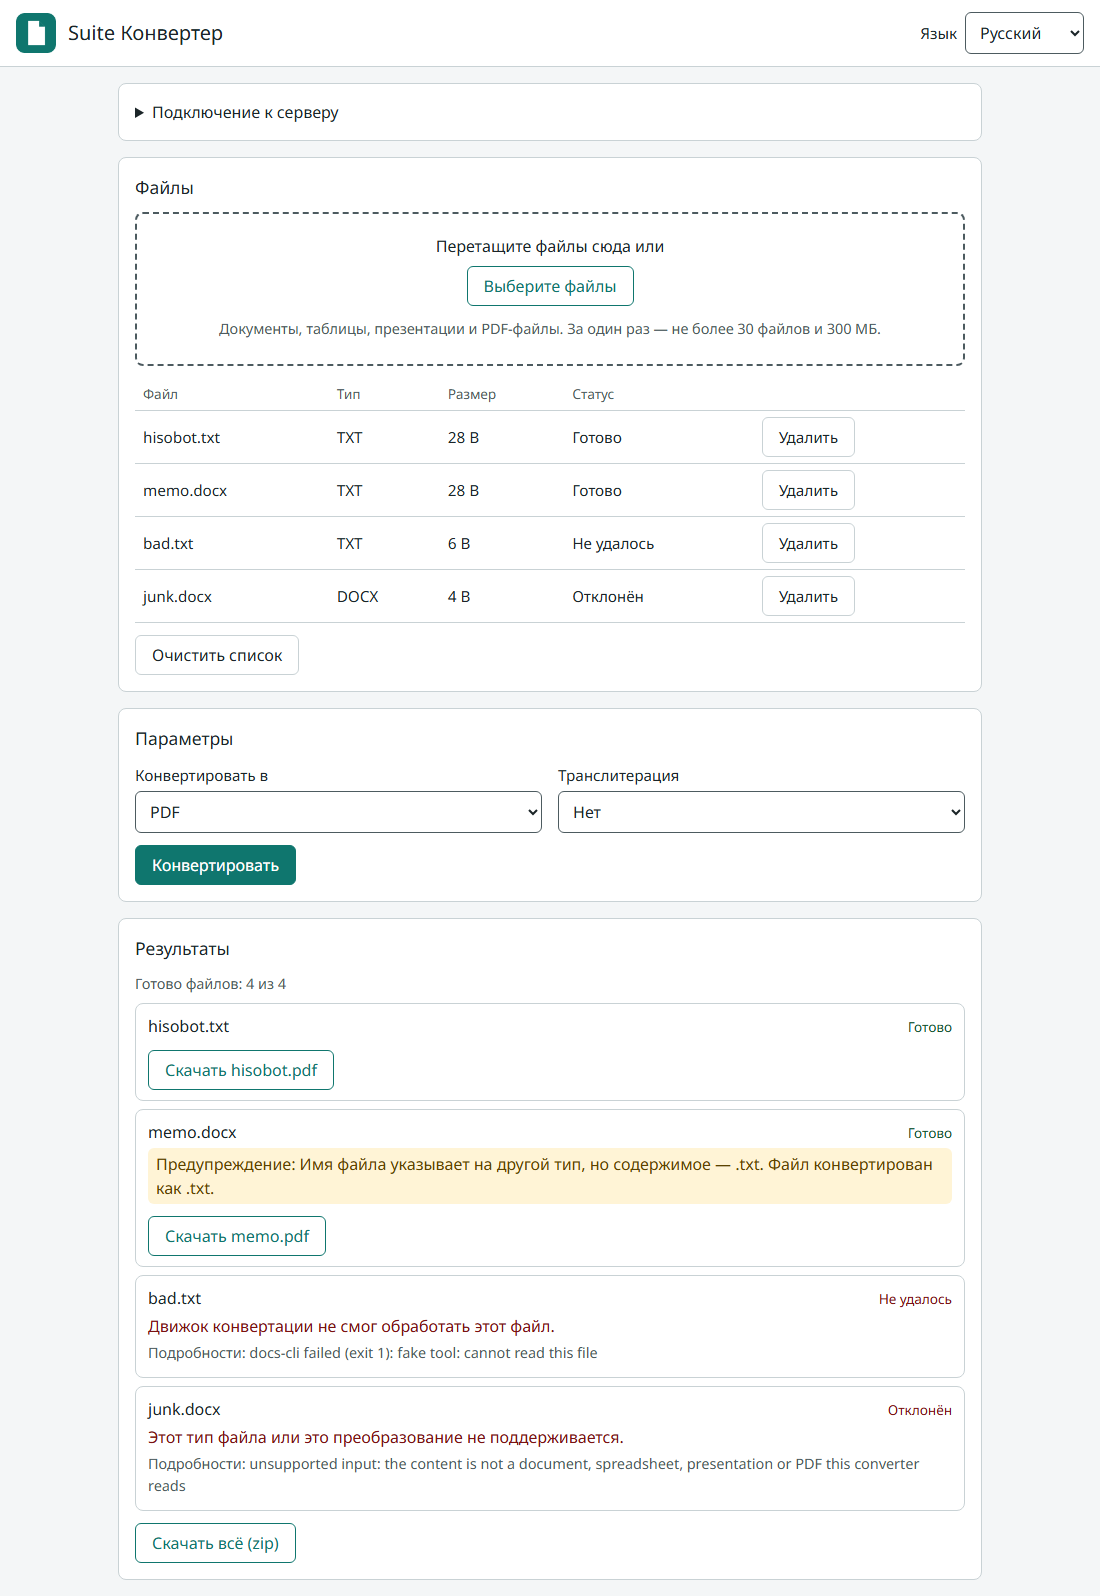 Suite Конвертер
Язык
Русский
Подключение к серверу
Файлы
Перетащите файлы сюда или
Выберите файлы
Документы, таблицы, презентации и PDF-файлы. За один раз — не более 30 файлов и 300 МБ.
Файл Тип Размер Статус
hisobot.txt TXT 28 B Готово Удалить
memo.docx TXT 28 B Готово Удалить
bad.txt TXT 6 B Не удалось Удалить
junk.docx DOCX 4 B Отклонён Удалить
Очистить список
Параметры
Конвертировать в Транслитерация
PDF Нет
Конвертировать
Результаты
Готово файлов: 4 из 4
hisobot.txt Готово
Скачать hisobot.pdf
memo.docx Готово
Предупреждение: Имя файла указывает на другой тип, но содержимое — .txt. Файл конвертирован
как .txt.
Скачать memo.pdf
bad.txt Не удалось
Движок конвертации не смог обработать этот файл.
Подробности: docs-cli failed (exit 1): fake tool: cannot read this file
junk.docx Отклонён
Этот тип файла или это преобразование не поддерживается.
Подробности: unsupported input: the content is not a document, spreadsheet, presentation or PDF this converter
reads
Скачать всё (zip)